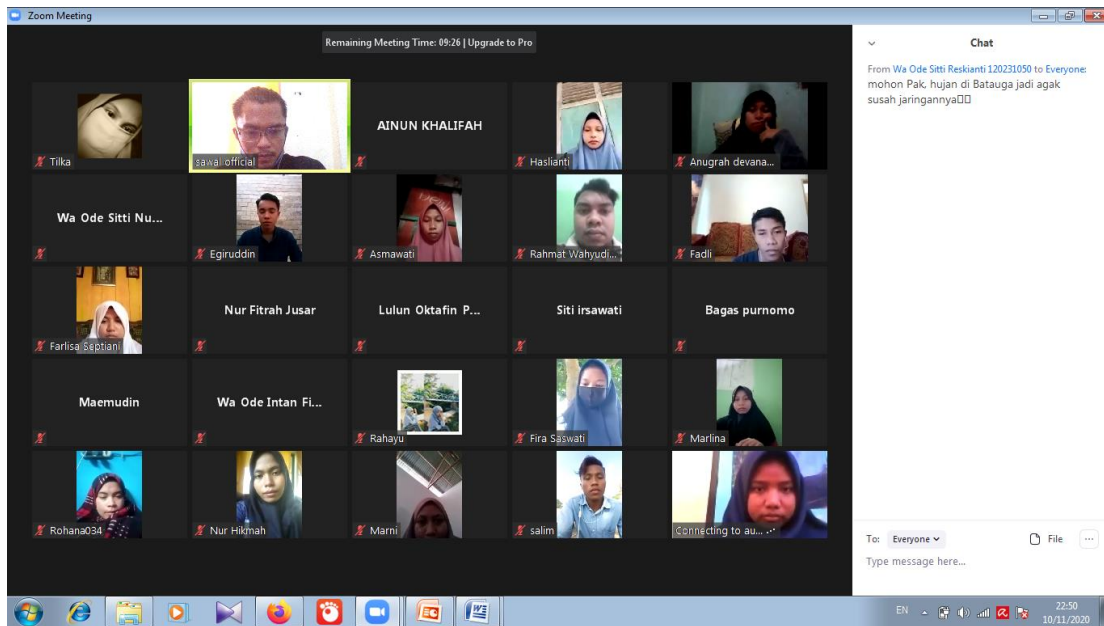 Zoom Meeting
Remaining Meeting Time: 09:26 | Upgrade to Pro
Tilka
sawal official
AINUN KHALIFAH
Haslianti
Anugrah devana...
Wa Ode Sitti Nu...
Egiruddin
Asmawati
Rahmat Wahyudi...
Fadli
Farlisa Septiani
Nur Fitrah Jusar
Lulun Oktafin P...
Siti irsawati
Bagas purnomo
Maemudin
Wa Ode Intan Fi...
Rahayu
Fira Saswati
Marlina
Rohana034
Nur Hikmah
Marni
salim
Connecting to au...
Chat
From Wa Ode Sitti Reskianti 120231050 to Everyone:
mohon Pak, hujan di Batauga jadi agak
susah jaringannya
To: Everyone
File
Type message here...
EN
22:50
10/11/2020